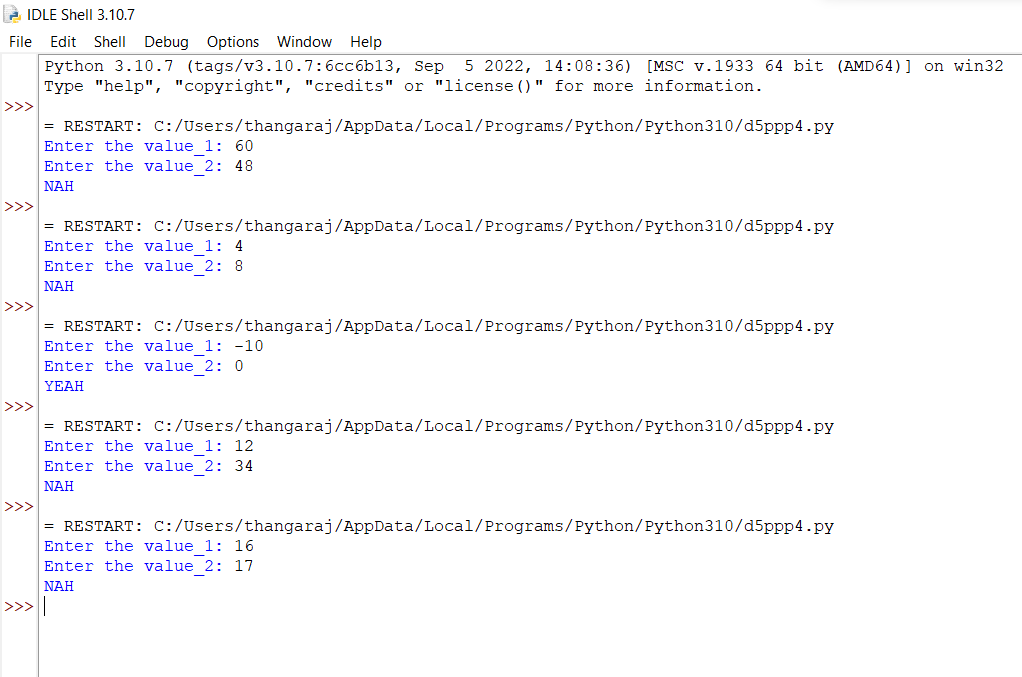 IDLE Shell 3.10.7
File Edit Shell Debug Options Window Help
Python 3.10.7 (tags/v3.10.7:6cc6b13, Sep  5 2022, 14:08:36) [MSC v.1933 64 bit (AMD64)] on win32
Type "help", "copyright", "credits" or "license()" for more information.
>>>
= RESTART: C:/Users/thangaraj/AppData/Local/Programs/Python/Python310/d5ppp4.py
Enter the value_1: 60
Enter the value_2: 48
NAH
>>>
= RESTART: C:/Users/thangaraj/AppData/Local/Programs/Python/Python310/d5ppp4.py
Enter the value_1: 4
Enter the value_2: 8
NAH
>>>
= RESTART: C:/Users/thangaraj/AppData/Local/Programs/Python/Python310/d5ppp4.py
Enter the value_1: -10
Enter the value_2: 0
YEAH
>>>
= RESTART: C:/Users/thangaraj/AppData/Local/Programs/Python/Python310/d5ppp4.py
Enter the value_1: 12
Enter the value_2: 34
NAH
>>>
= RESTART: C:/Users/thangaraj/AppData/Local/Programs/Python/Python310/d5ppp4.py
Enter the value_1: 16
Enter the value_2: 17
NAH
>>>